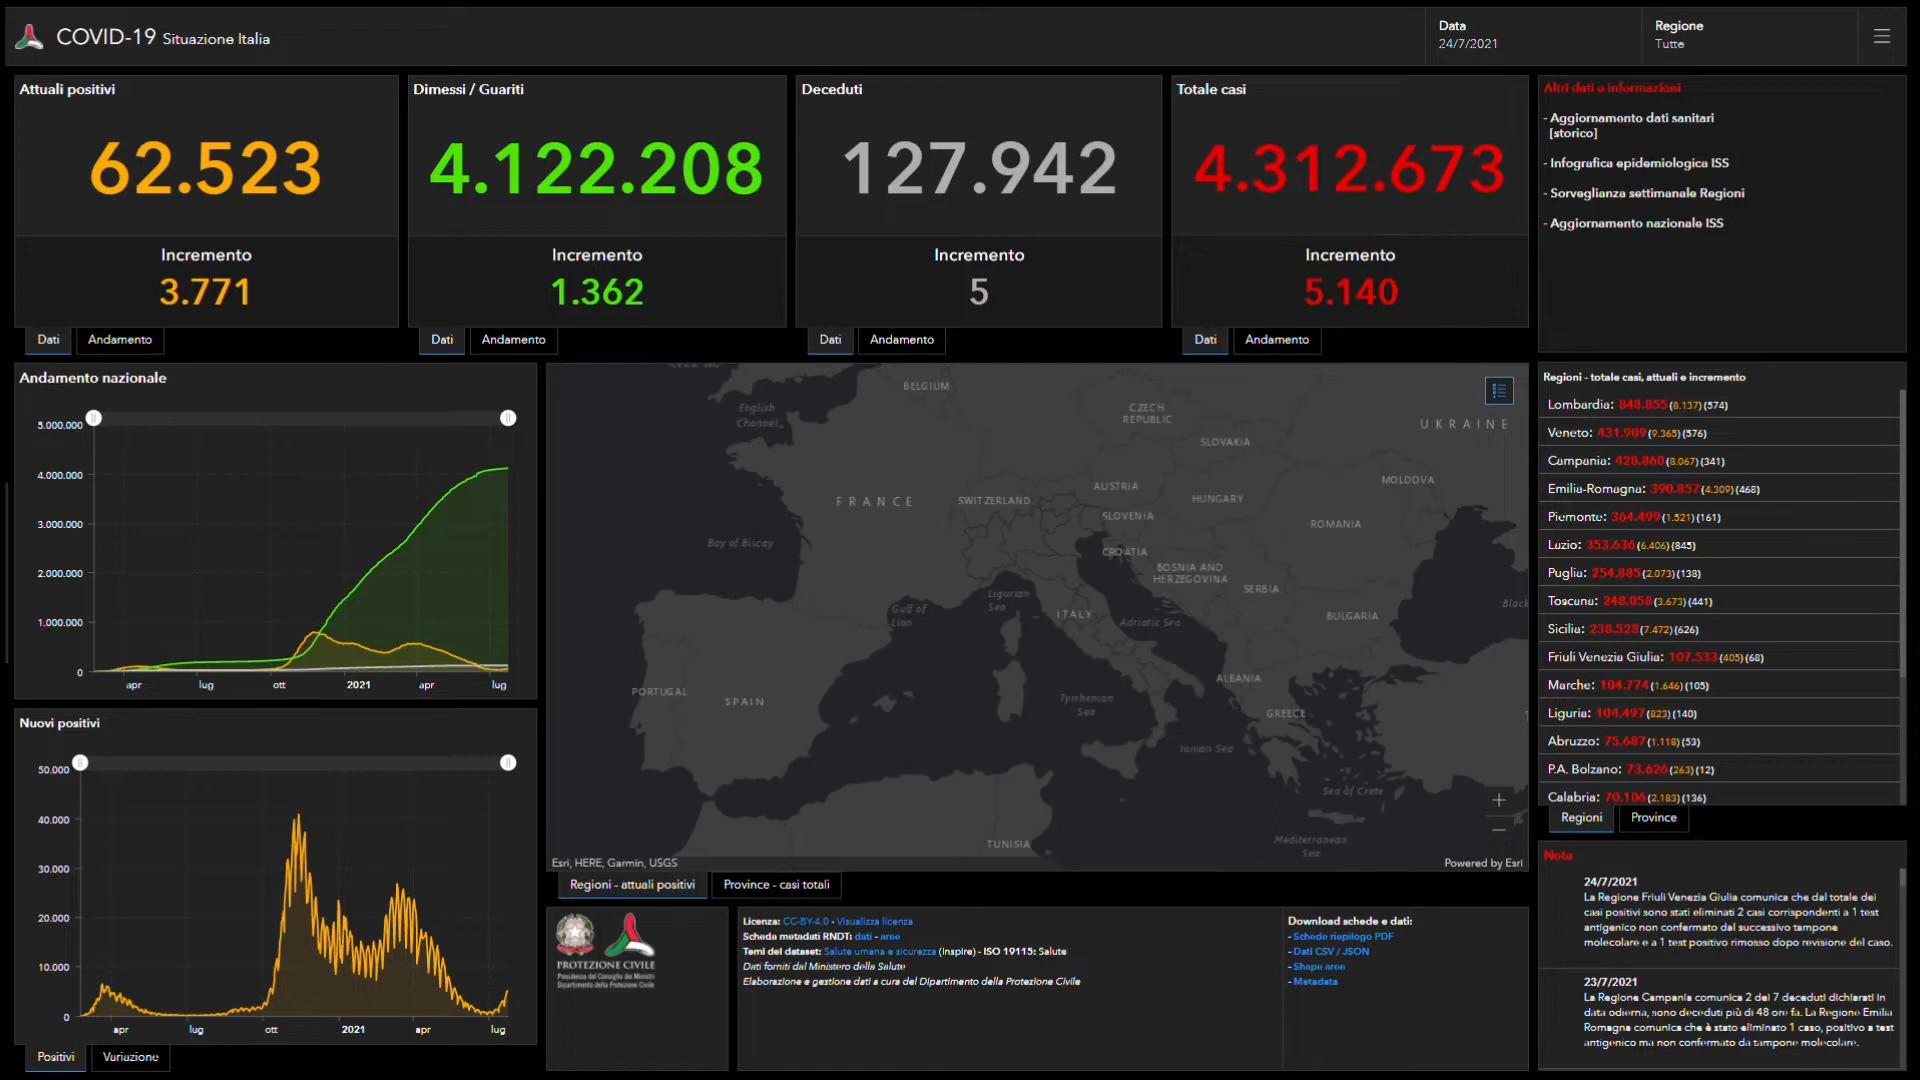 COVID-19 Situazione Italia
Data
24/7/2021
Regione
Tutte
Attuali positivi
62.523
Incremento
3.771
Dati
Andamento
Dimessi / Guariti
4.122.208
Incremento
1.362
Dati
Andamento
Deceduti
127.942
Incremento
5
Dati
Andamento
Totale casi
4.312.673
Incremento
5.140
Dati
Andamento
Altri dati e informazioni
- Aggiornamento dati sanitari
[storico]
- Infografica epidemiologica ISS
- Sorveglianza settimanale Regioni
- Aggiornamento nazionale ISS
Andamento nazionale
5.000.000
4.000.000
3.000.000
2.000.000
1.000.000
0
apr
lug
ott
2021
apr
lug
Nuovi positivi
50.000
40.000
30.000
20.000
10.000
0
apr
lug
ott
2021
apr
lug
Positivi
Variazione
BELGIUM
English
Channel
CZECH
REPUBLIC
UKRAINE
SLOVAKIA
MOLDOVA
AUSTRIA
FRANCE
SWITZERLAND
HUNGARY
SLOVENIA
ROMANIA
Bay of Biscay
CROATIA
BOSNIA AND
HERZEGOVINA
SERBIA
Ligurian
Sea
Gulf of
Lion
ITALY
Adriatic Sea
BULGARIA
Black
PORTUGAL
SPAIN
ALBANIA
Tyrrhenian
Sea
GREECE
Ionian Sea
Sea of Crete
TUNISIA
Mediterranean
Sea
Esri, HERE, Garmin, USGS
Powered by Esri
Regioni - attuali positivi
Province - casi totali
PROTEZIONE CIVILE
Presidenza del Consiglio dei Ministri
Dipartimento della Protezione Civile
Licenza: CC-BY-4.0 - Visualizza licenza
Scheda metadati RNDT: dati - aree
Temi del dataset: Salute umana e sicurezza (Inspire) - ISO 19115: Salute
Dati forniti dal Ministero della Salute
Elaborazione e gestione dati a cura del Dipartimento della Protezione Civile
Download schede e dati:
- Schede riepilogo PDF
- Dati CSV / JSON
- Shape aree
- Metadata
Regioni - totale casi, attuali e incremento
Lombardia: 848.855 (8.137) (574)
Veneto: 431.909 (9.365) (576)
Campania: 428.860 (8.067) (341)
Emilia-Romagna: 390.857 (4.309) (468)
Piemonte: 364.499 (1.521) (161)
Lazio: 353.636 (6.406) (845)
Puglia: 254.885 (2.073) (138)
Toscana: 248.058 (3.673) (441)
Sicilia: 238.528 (7.472) (626)
Friuli Venezia Giulia: 107.533 (405) (68)
Marche: 104.774 (1.646) (105)
Liguria: 104.497 (823) (140)
Abruzzo: 75.687 (1.118) (53)
P.A. Bolzano: 73.626 (263) (12)
Calabria: 70.106 (2.183) (136)
Regioni
Province
Note
24/7/2021
La Regione Friuli Venezia Giulia comunica che dal totale dei
casi positivi sono stati eliminati 2 casi corrispondenti a 1 test
antigenico non confermato dal successivo tampone
molecolare e a 1 test positivo rimosso dopo revisione del caso.
23/7/2021
La Regione Campania comunica 2 dei 7 deceduti dichiarati in
data odierna, sono deceduti più di 48 ore fa. La Regione Emilia
Romagna comunica che è stato eliminato 1 caso, positivo a test
antigenico ma non confermato da tampone molecolare.